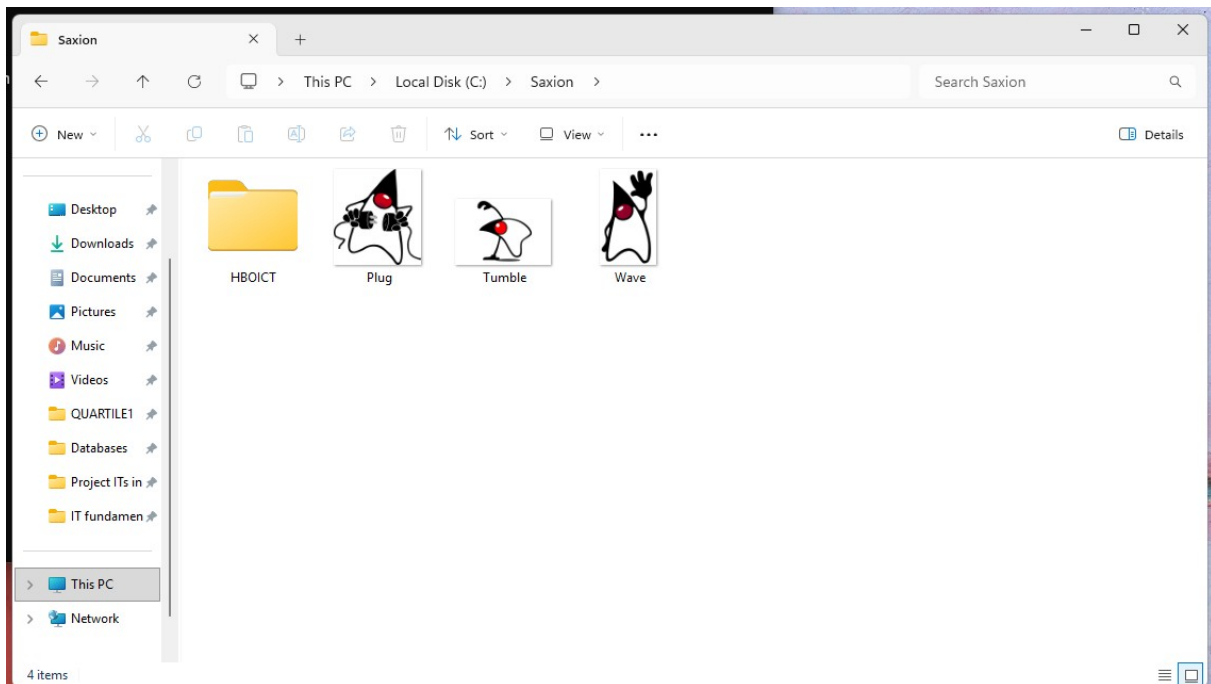 Saxion
This PC > Local Disk (C:) > Saxion >
Search Saxion
New
Sort
View
Details
Desktop
Downloads
Documents
Pictures
Music
Videos
QUARTILE1
Databases
Project ITs in
IT fundamen
This PC
Network
HBOICT
Plug
Tumble
Wave
4 items